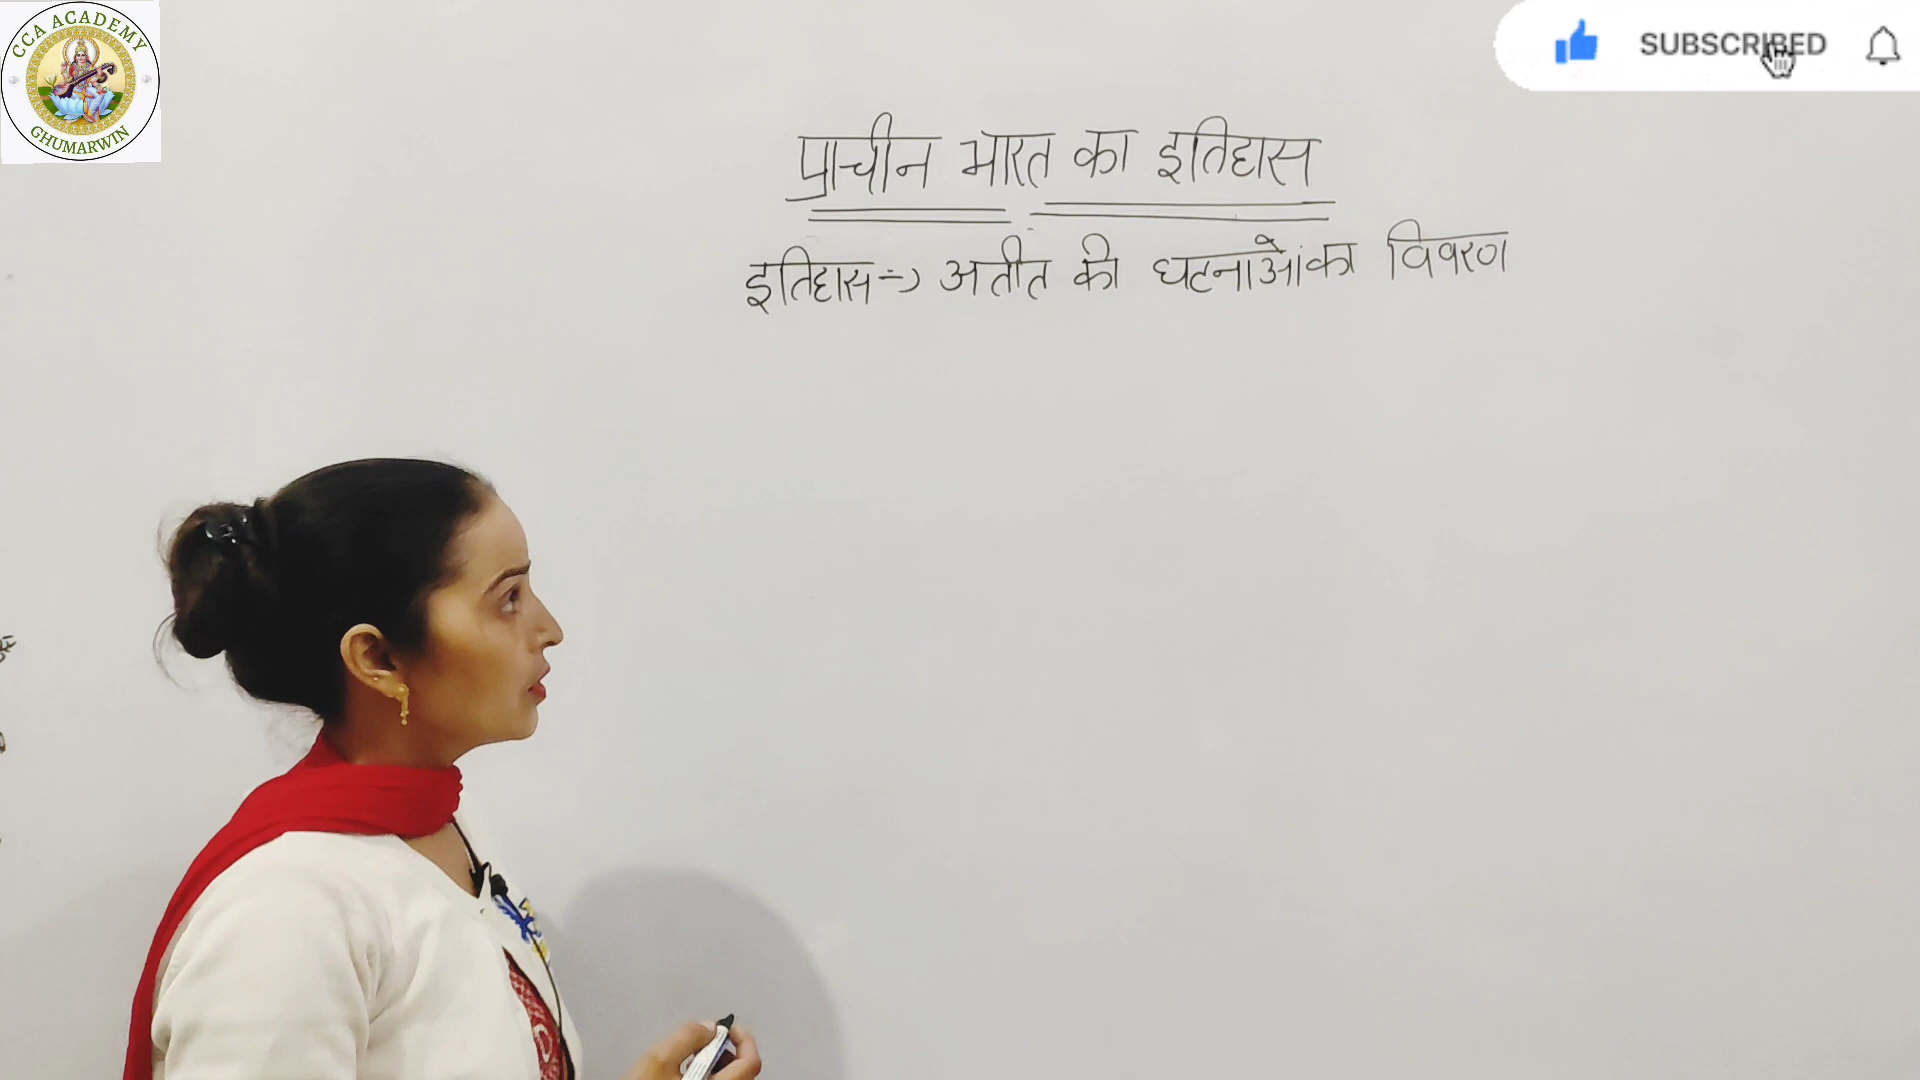 CCA ACADEMY
GHUMARWIN
SUBSCRIBED
प्राचीन भारत का इतिहास
इतिहास ⇒ अतीत की घटनाओं का विवरण